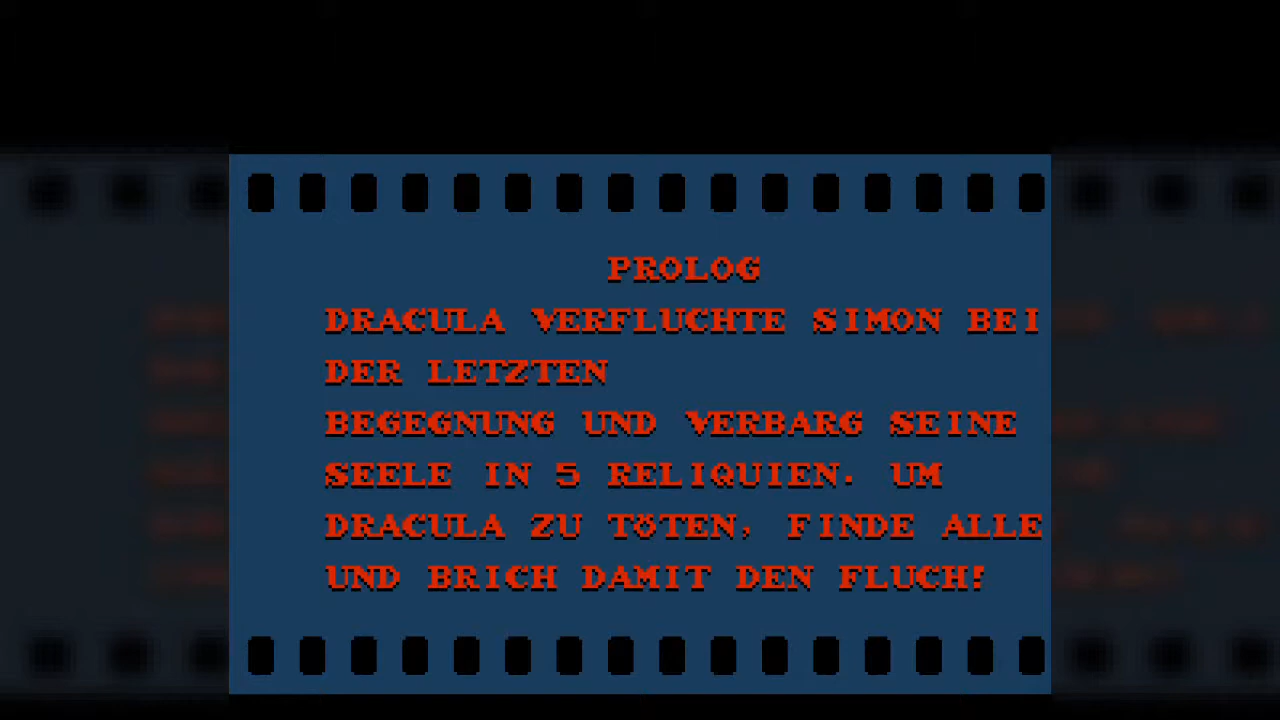 PROLOG
DRACULA VERFLUCHTE SIMON BEI
DER LETZTEN
BEGEGNUNG UND VERBARG SEINE
SEELE IN 5 RELIQUIEN. UM
DRACULA ZU TÖTEN, FINDE ALLE
UND BRICH DAMIT DEN FLUCH!